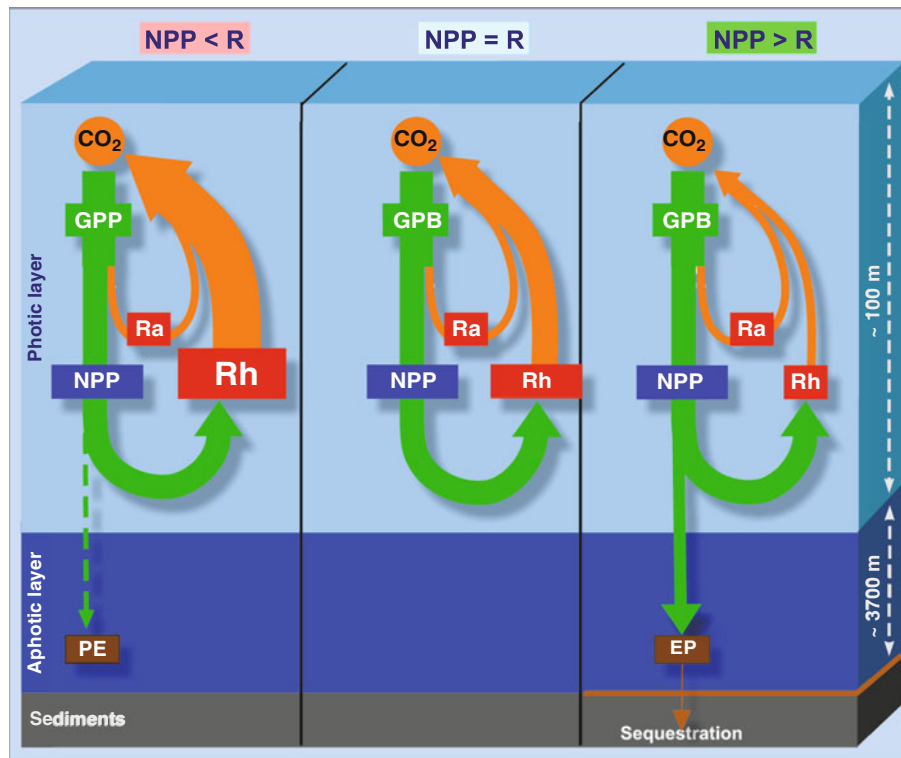 NPP < R
NPP = R
NPP > R
CO₂
CO₂
CO₂
GPP
GPB
GPB
Photic layer
~ 100 m
Ra
Ra
Ra
NPP
Rh
NPP
Rh
NPP
Rh
Aphotic layer
~ 3700 m
PE
EP
Sediments
Sequestration